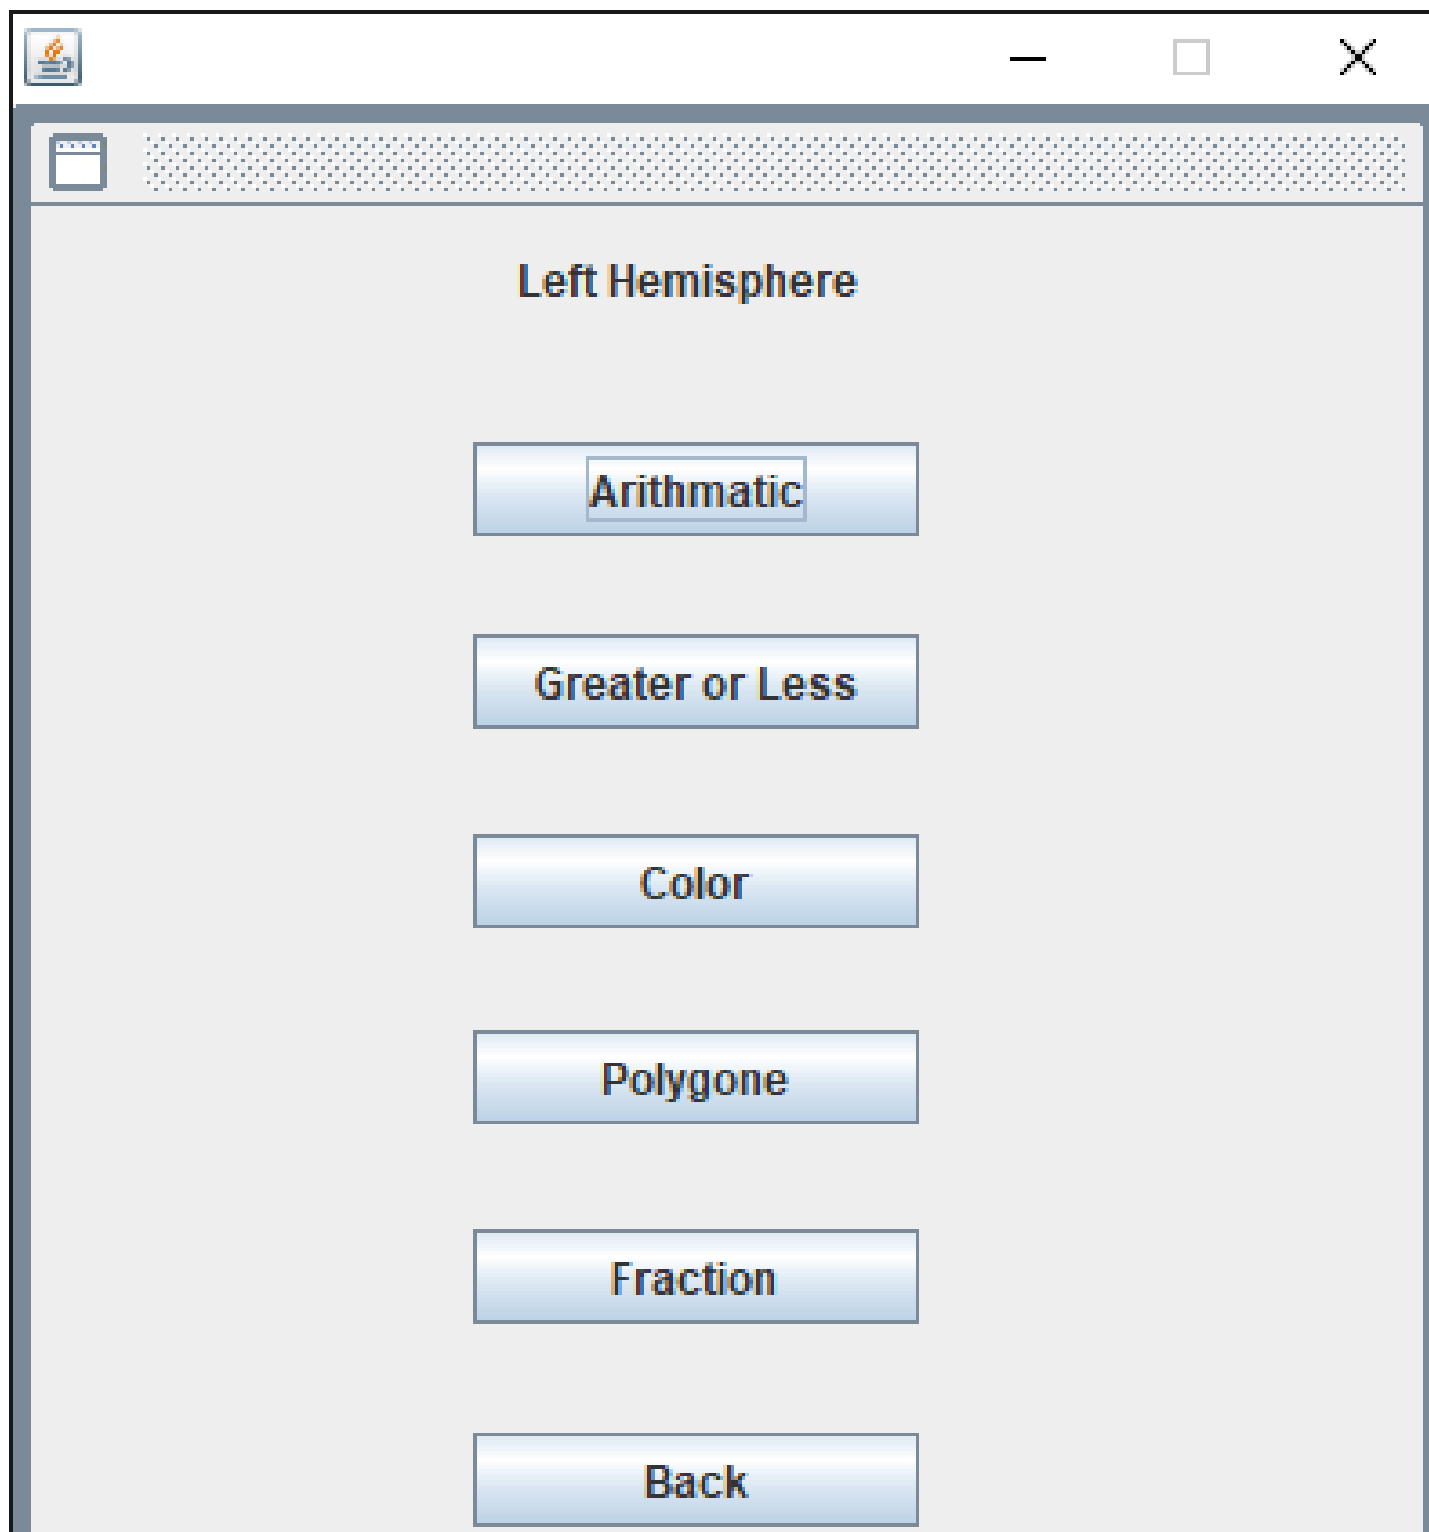 Left Hemisphere
Arithmatic
Greater or Less
Color
Polygone
Fraction
Back